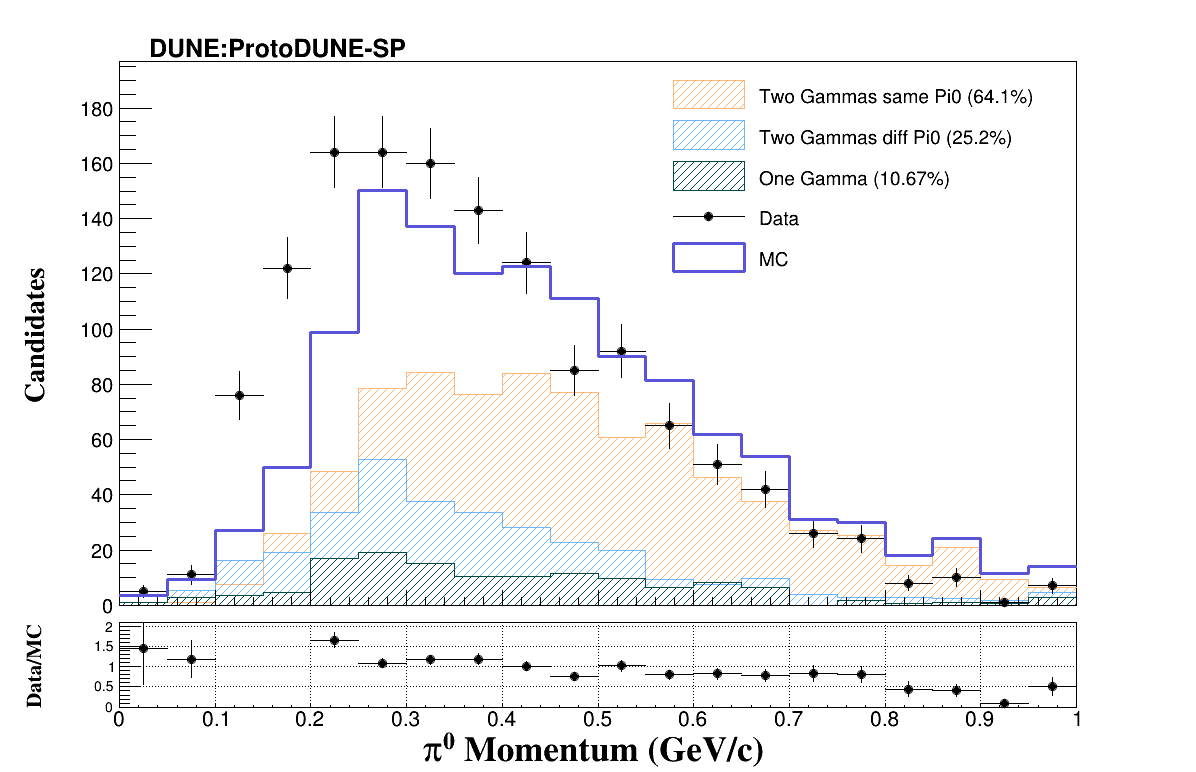 DUNE:ProtoDUNE-SP
Candidates
180
160
140
120
100
80
60
40
20
0
Two Gammas same Pi0 (64.1%)
Two Gammas diff Pi0 (25.2%)
One Gamma (10.67%)
Data
MC
Data/MC
2
1.5
1
0.5
0
0 0.1 0.2 0.3 0.4 0.5 0.6 0.7 0.8 0.9 1
π⁰ Momentum (GeV/c)